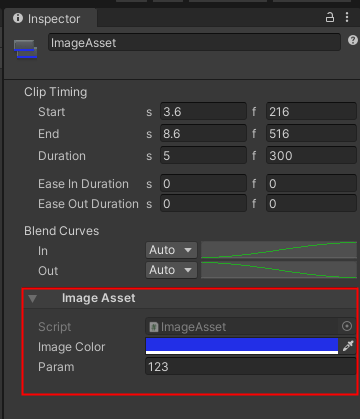 Inspector
ImageAsset
Clip Timing
Start s 3.6 f 216
End s 8.6 f 516
Duration s 5 f 300
Ease In Duration s 0 f 0
Ease Out Duration s 0 f 0
Blend Curves
In Auto
Out Auto
Image Asset
Script ImageAsset
Image Color
Param 123